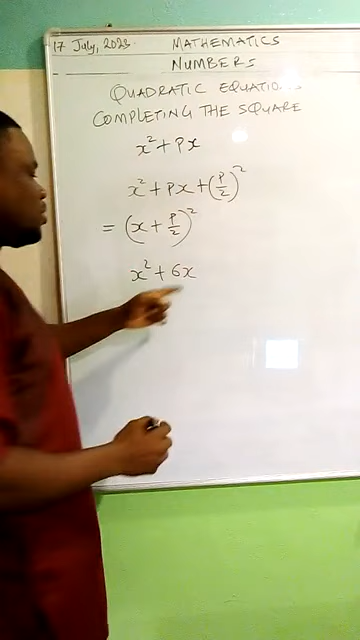 17 July, 2023. MATHEMATICS
NUMBERS
QUADRATIC EQUATIONS
COMPLETING THE SQUARE
x² + Px
x² + Px + (P/2)²
= (x + P/2)²
x² + 6x